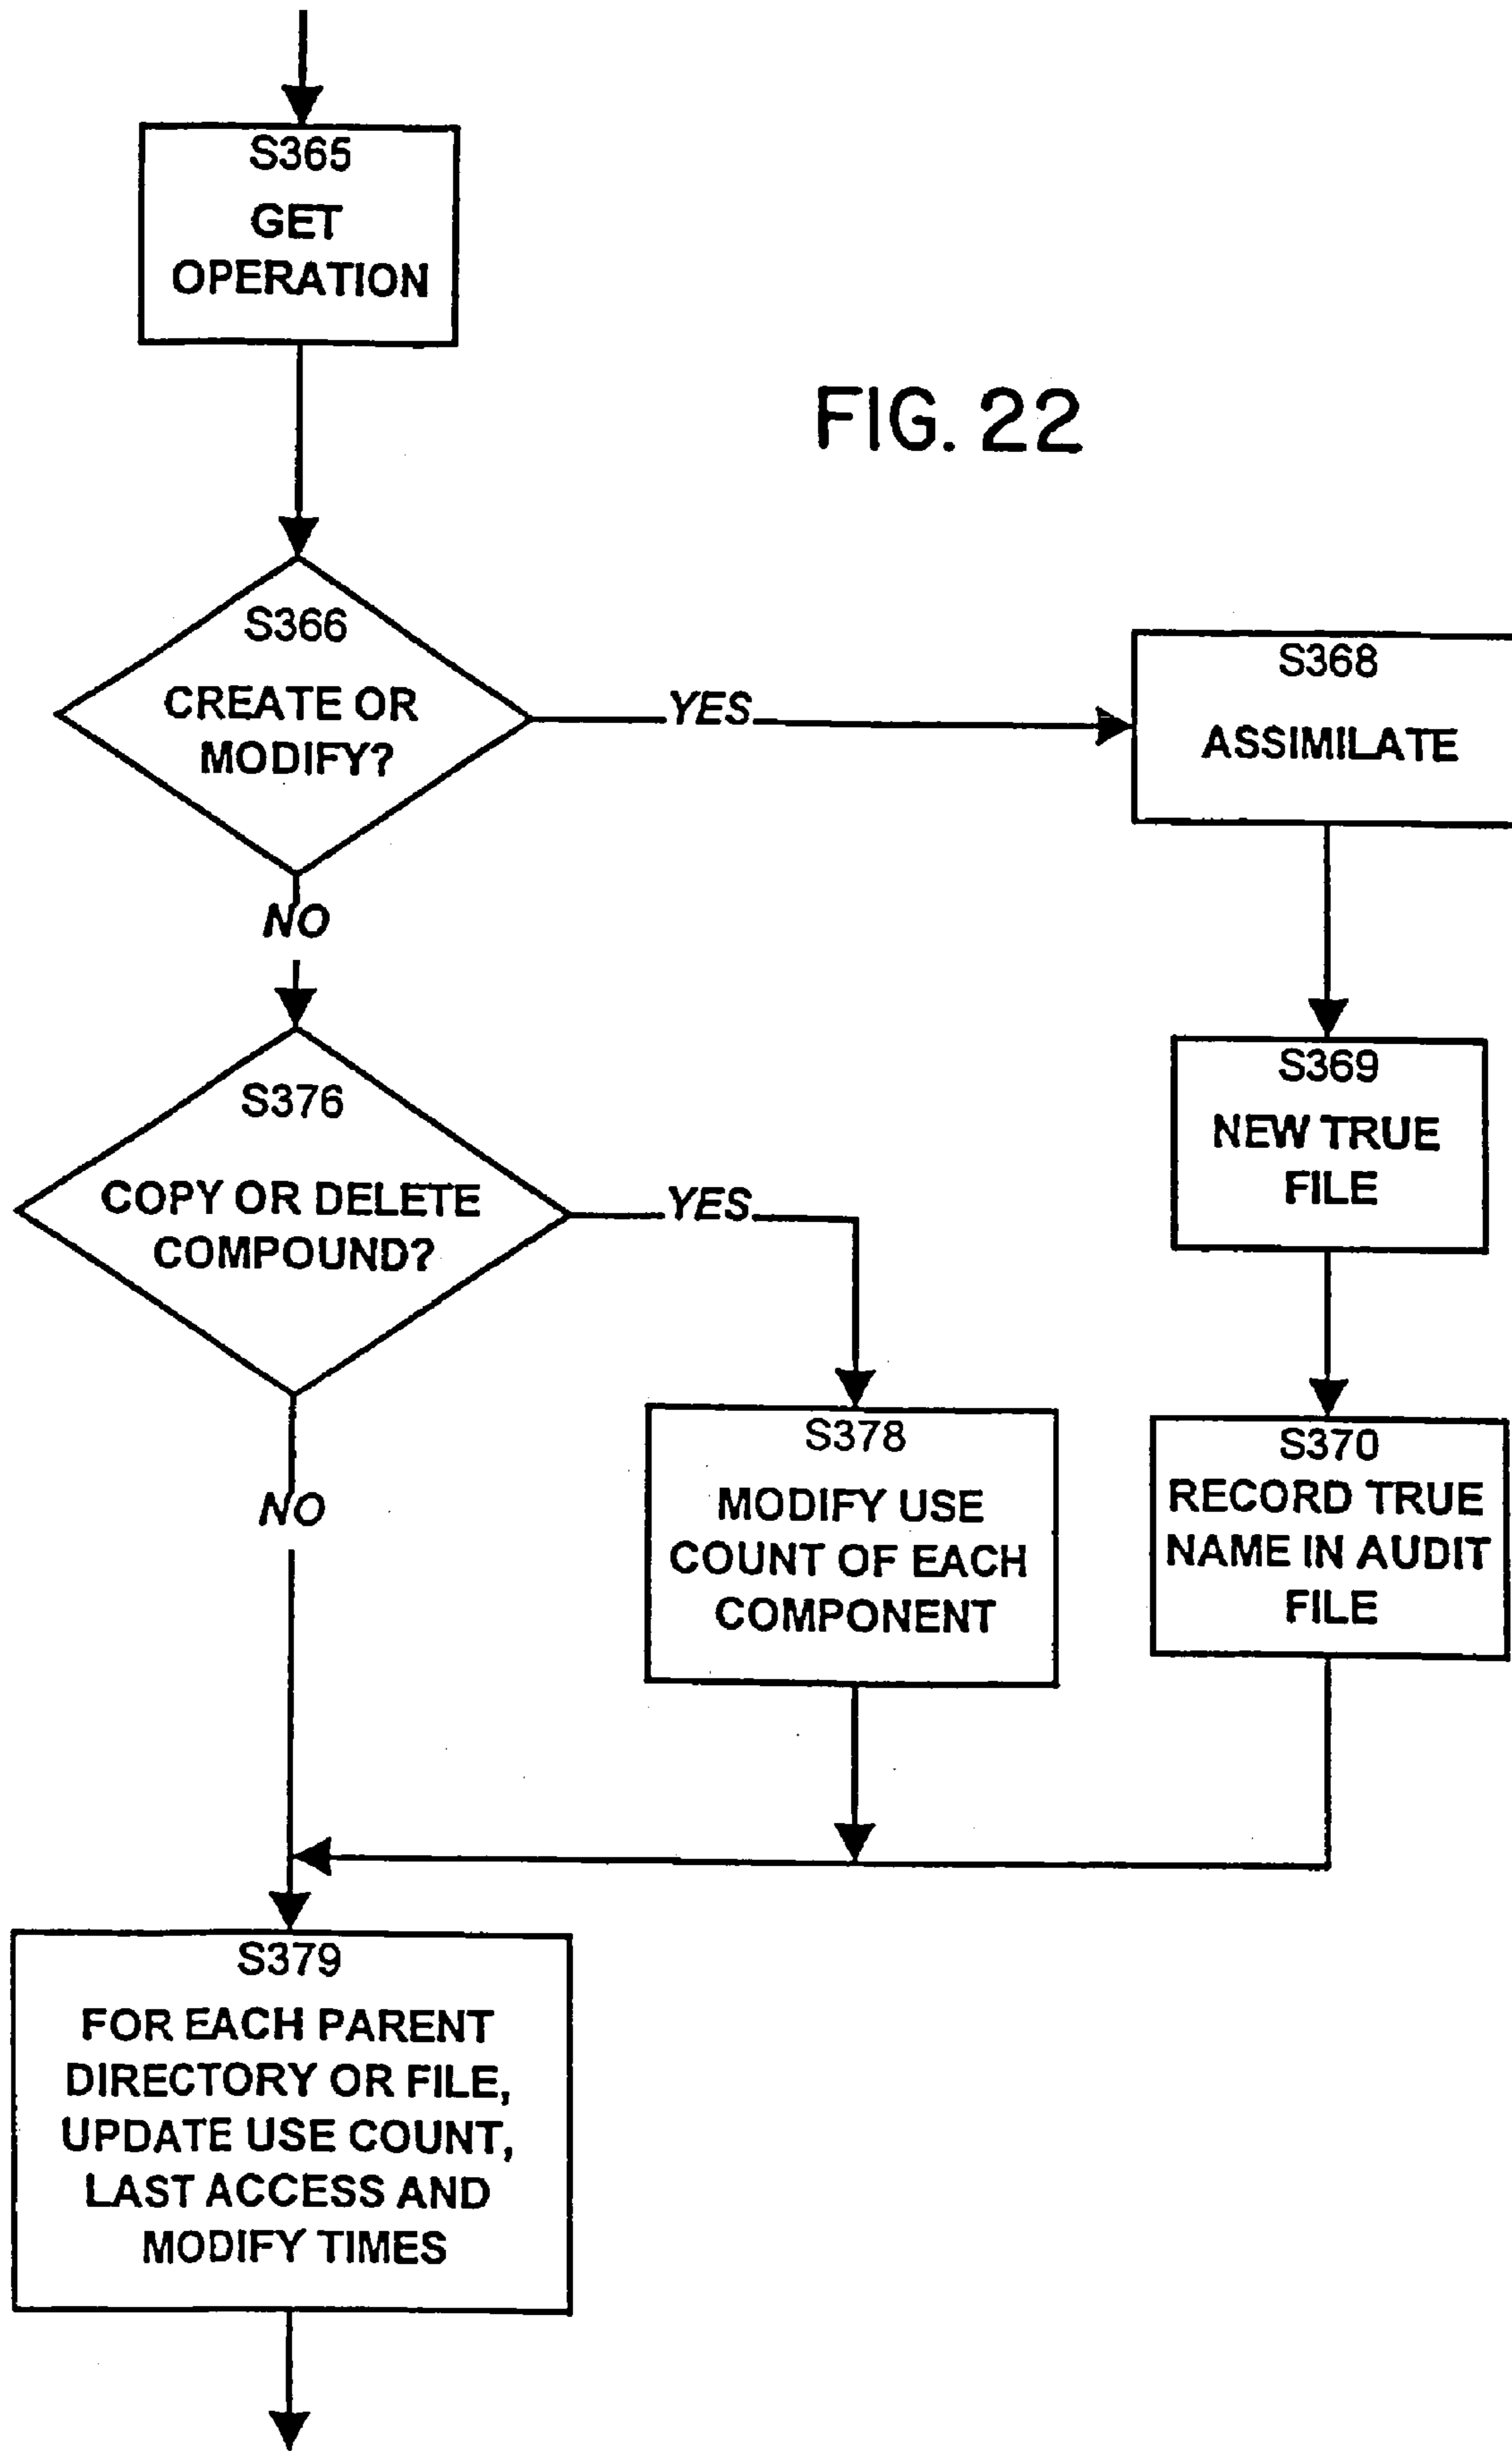 S365
GET
OPERATION
FIG. 22
S366
CREATE OR
MODIFY?
YES
S368
ASSIMILATE
NO
S369
NEW TRUE
FILE
S376
COPY OR DELETE
COMPOUND?
YES
S378
MODIFY USE
COUNT OF EACH
COMPONENT
S370
RECORD TRUE
NAME IN AUDIT
FILE
NO
S379
FOR EACH PARENT
DIRECTORY OR FILE,
UPDATE USE COUNT,
LAST ACCESS AND
MODIFY TIMES